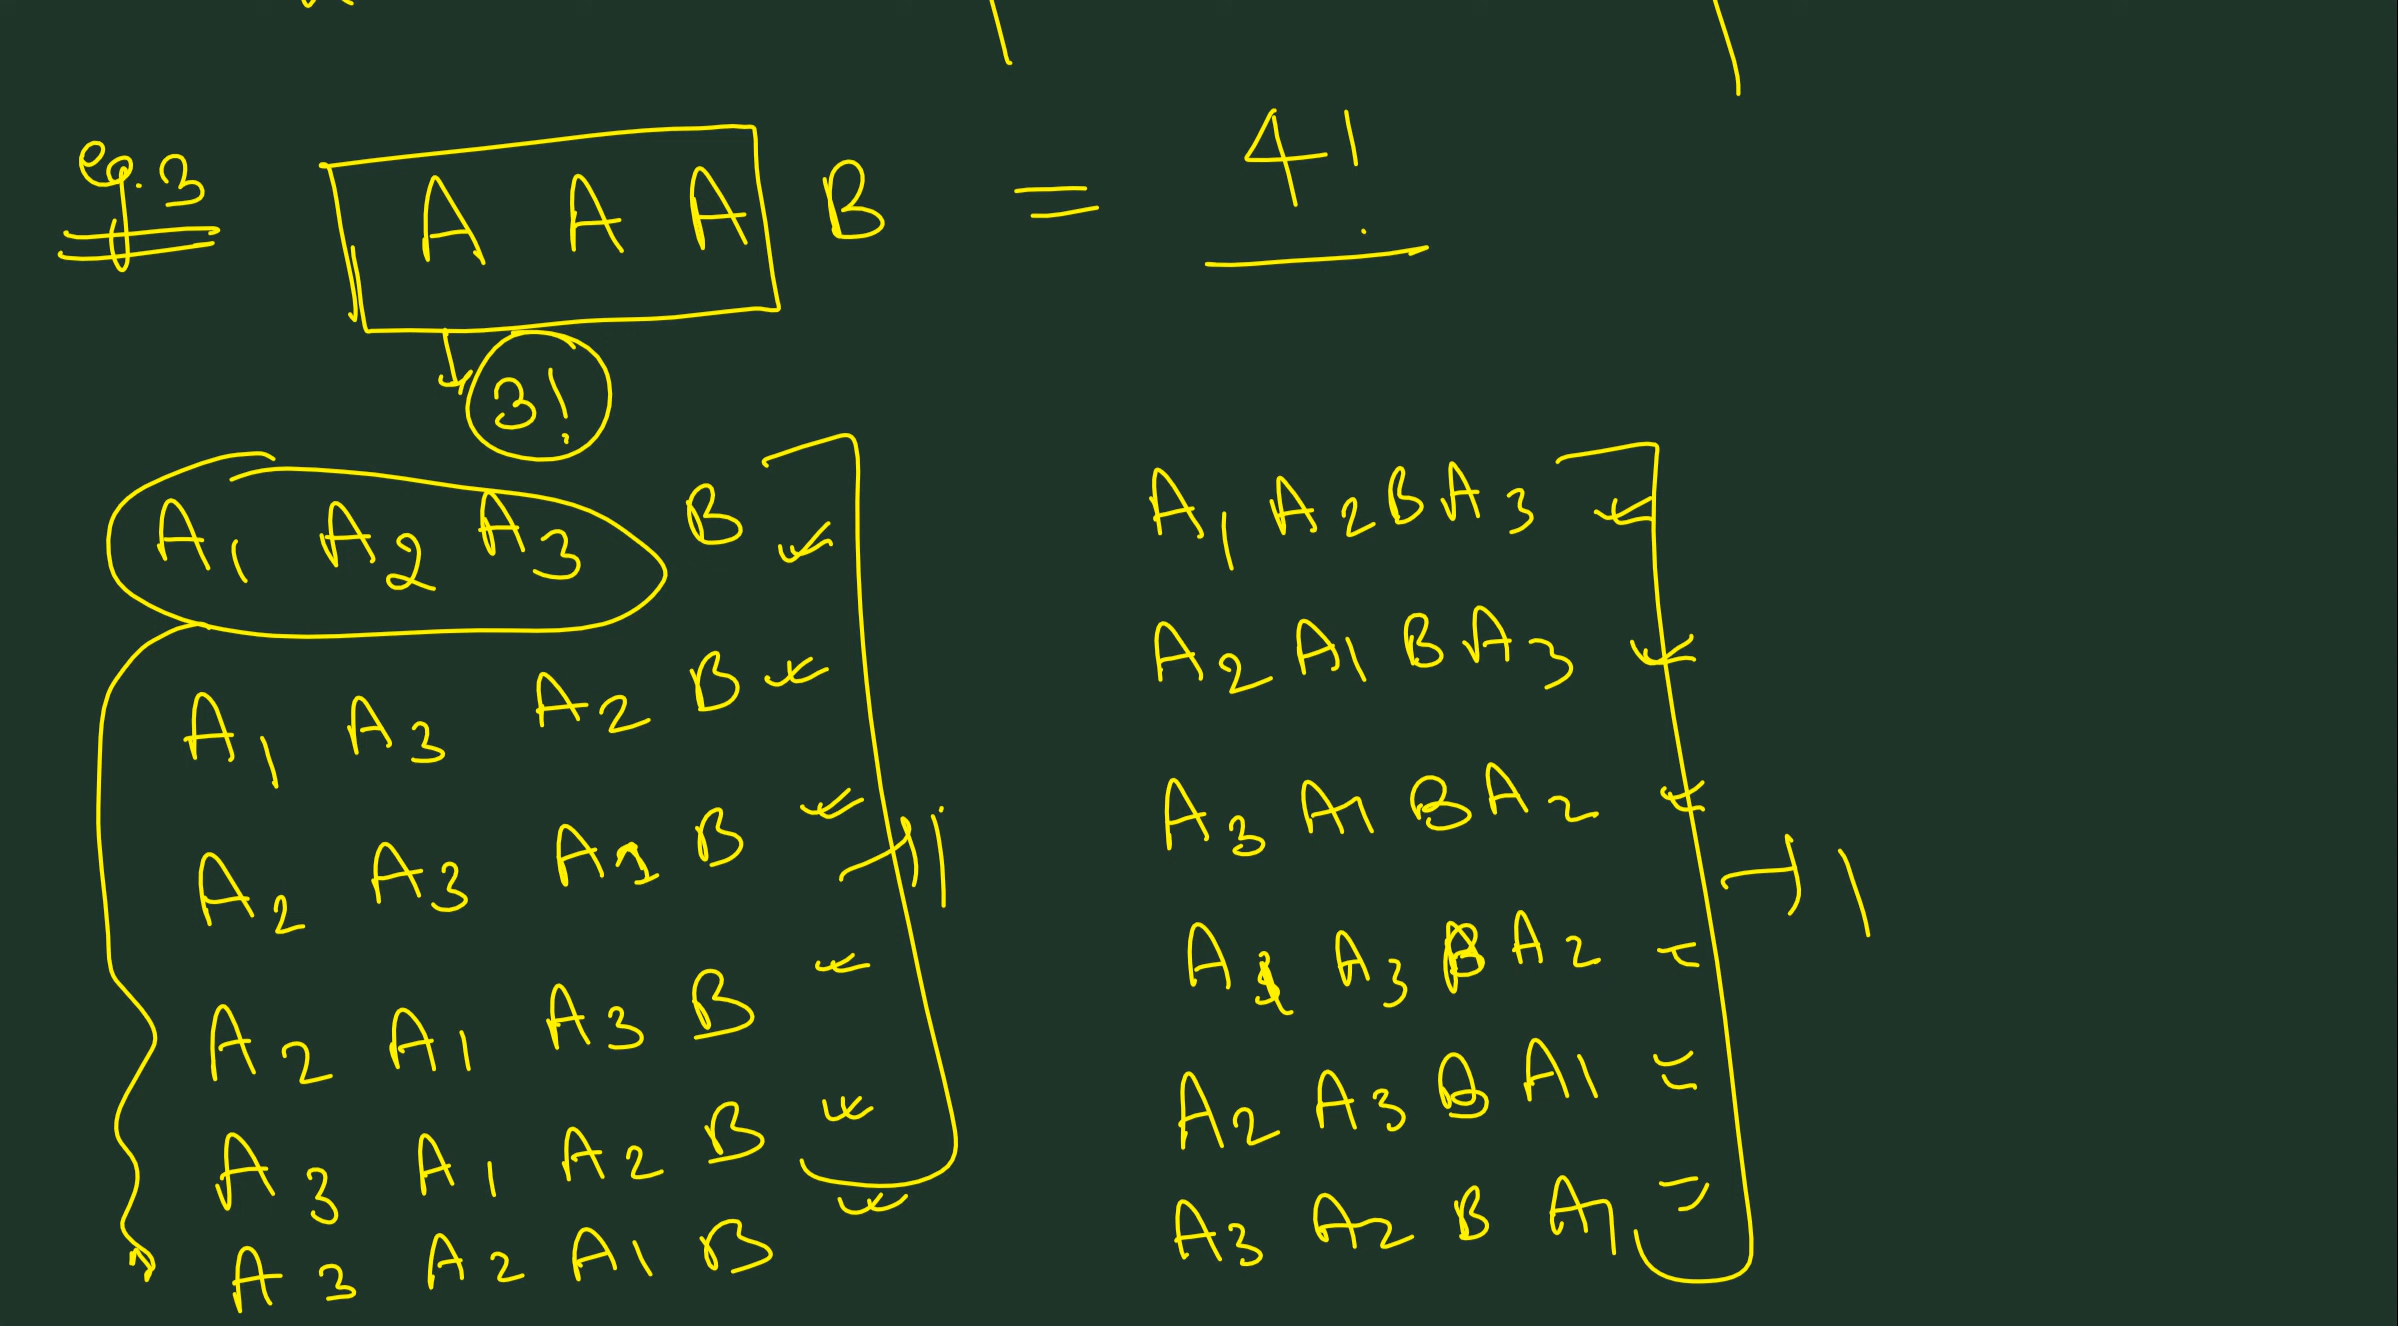 eg.3 A A A B = 4!
3!
A1 A2 A3 B
A1 A3 A2 B
A2 A3 A1 B
A2 A1 A3 B
A3 A1 A2 B
A3 A2 A1 B
→1
A1 A2 B A3
A2 A1 B A3
A3 A1 B A2
A1 A3 B A2
A2 A3 B A1
A3 A2 B A1
→1